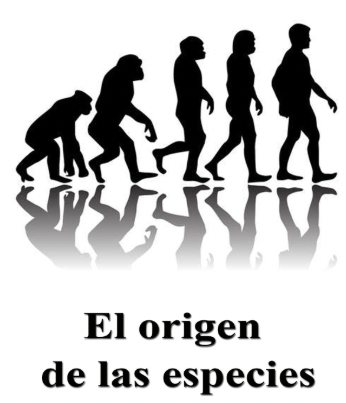 El origen
de las especies